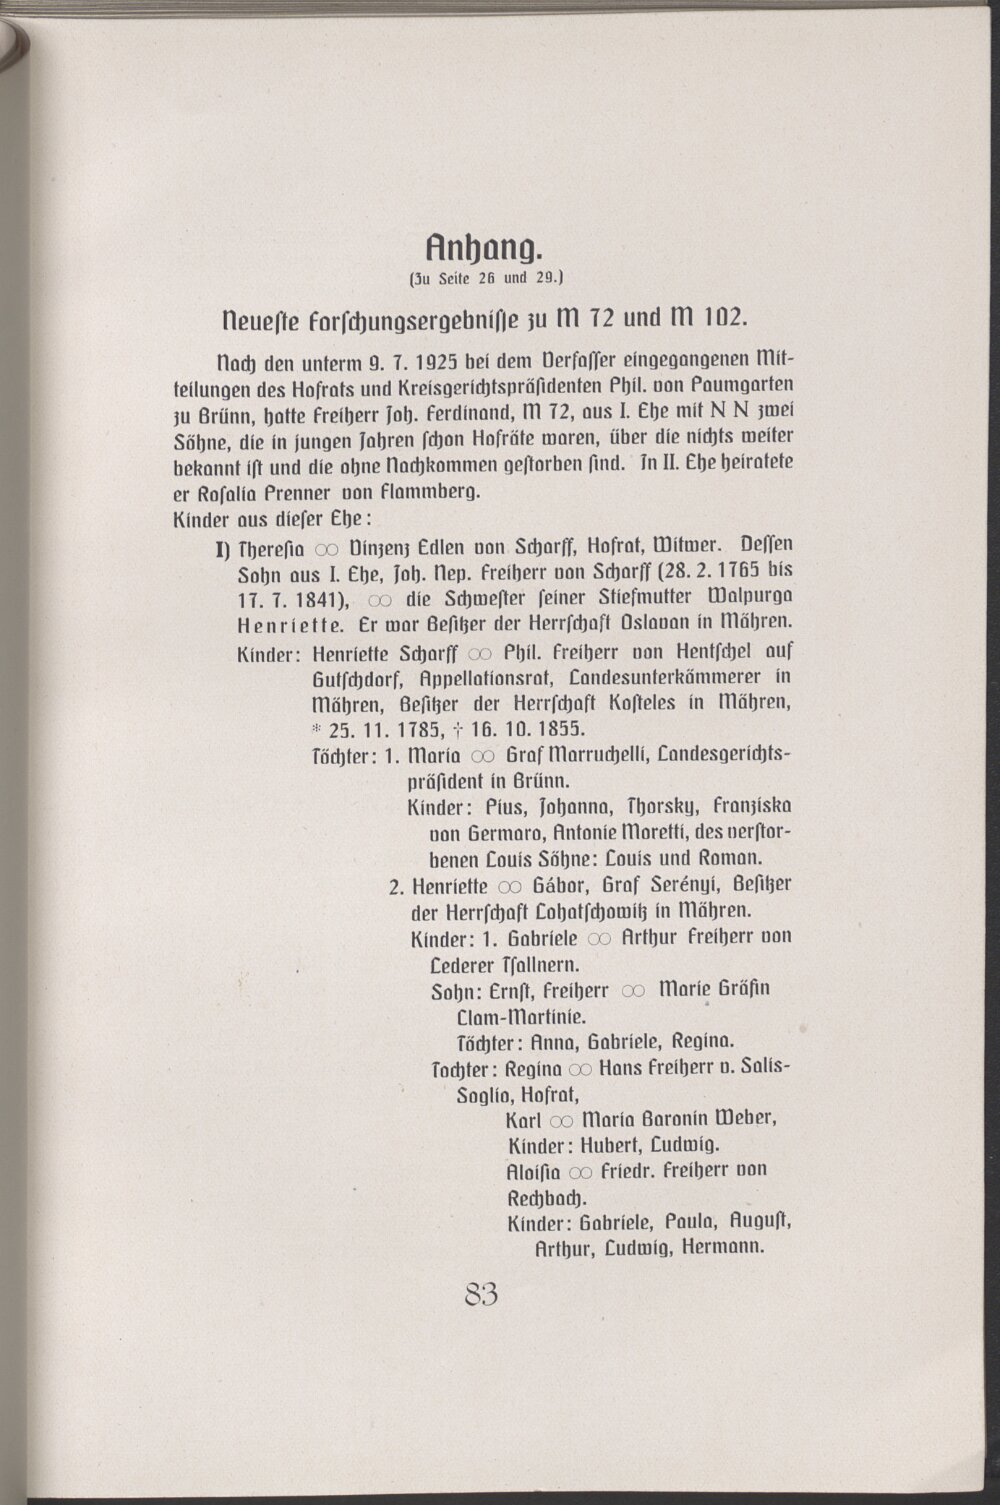 Anhang.
(Zu Seite 26 und 29.)
Neueſte Forſchungsergebniſſe zu M 72 und M 102.
Nach den unterm 9. 7. 1925 bei dem Verfaſſer eingegangenen Mit-
teilungen des Hofrats und Kreisgerichtspräſidenten Phil. von Paumgarten
zu Brünn, hatte Freiherr Joh. Ferdinand, M 72, aus I. Ehe mit N N zwei
Söhne, die in jungen Jahren ſchon Hofräte waren, über die nichts weiter
bekannt iſt und die ohne Nachkommen geſtorben ſind. In II. Ehe heiratete
er Roſalia Prenner von Flammberg.
Kinder aus dieſer Ehe:
I) Thereſia ∞ Vinzenz Edlen von Scharff, Hofrat, Witwer. Deſſen
Sohn aus I. Ehe, Joh. Nep. Freiherr von Scharff (28. 2. 1765 bis
17. 7. 1841), ∞ die Schweſter ſeiner Stiefmutter Walpurga
Henriette. Er war Beſitzer der Herrſchaft Oslavan in Mähren.
Kinder: Henriette Scharff ∞ Phil. Freiherr von Hentſchel auf
Gutſchdorf, Appellationsrat, Landesunterkämmerer in
Mähren, Beſitzer der Herrſchaft Koſteles in Mähren,
* 25. 11. 1785, † 16. 10. 1855.
Töchter: 1. Maria ∞ Graf Marruchelli, Landesgerichts-
präſident in Brünn.
Kinder: Pius, Johanna, Thorsky, Franziska
von Germaro, Antonie Moretti, des verſtor-
benen Louis Söhne: Louis und Roman.
2. Henriette ∞ Gábor, Graf Serényi, Beſitzer
der Herrſchaft Lohatſchowitz in Mähren.
Kinder: 1. Gabriele ∞ Arthur Freiherr von
Lederer Tſallnern.
Sohn: Ernſt, Freiherr ∞ Marie Gräfin
Clam-Martinie.
Töchter: Anna, Gabriele, Regina.
Tochter: Regina ∞ Hans Freiherr v. Salis-
Soglio, Hofrat,
Karl ∞ Maria Baronin Weber,
Kinder: Hubert, Ludwig.
Aloiſia ∞ Friedr. Freiherr von
Rechbach.
Kinder: Gabriele, Paula, Auguſt,
Arthur, Ludwig, Hermann.
83